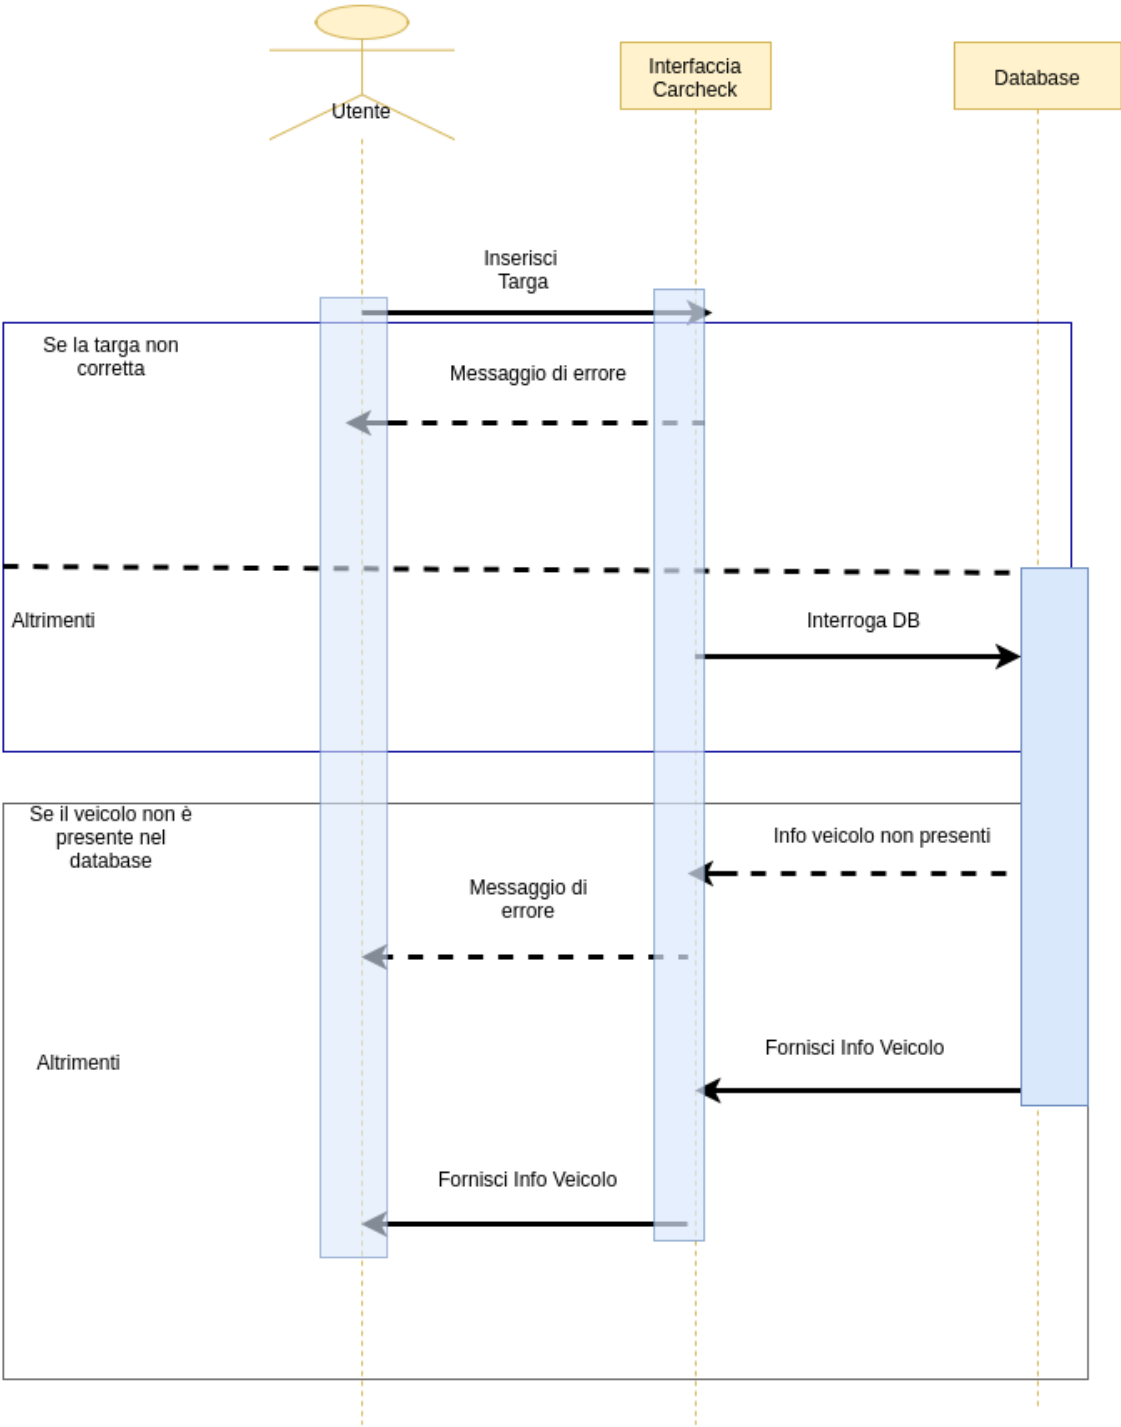 Utente
Interfaccia
Carcheck
Database
Inserisci
Targa
Se la targa non
corretta
Messaggio di errore
Altrimenti
Interroga DB
Se il veicolo non è
presente nel
database
Info veicolo non presenti
Messaggio di
errore
Altrimenti
Fornisci Info Veicolo
Fornisci Info Veicolo